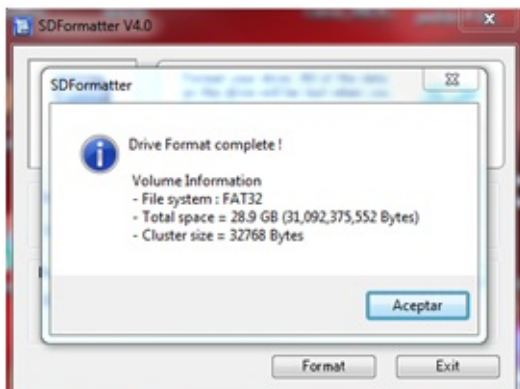 SDFormatter V4.0
SDFormatter
Drive Format complete !
Volume Information
- File system : FAT32
- Total space = 28.9 GB (31,092,375,552 Bytes)
- Cluster size = 32768 Bytes
Aceptar
Format
Exit